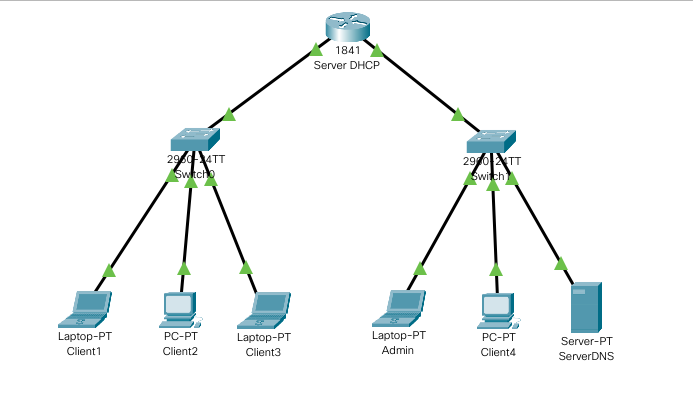 1841
Server DHCP
2960-24TT
Switch0
2960-24TT
Switch1
Laptop-PT
Client1
PC-PT
Client2
Laptop-PT
Client3
Laptop-PT
Admin
PC-PT
Client4
Server-PT
ServerDNS